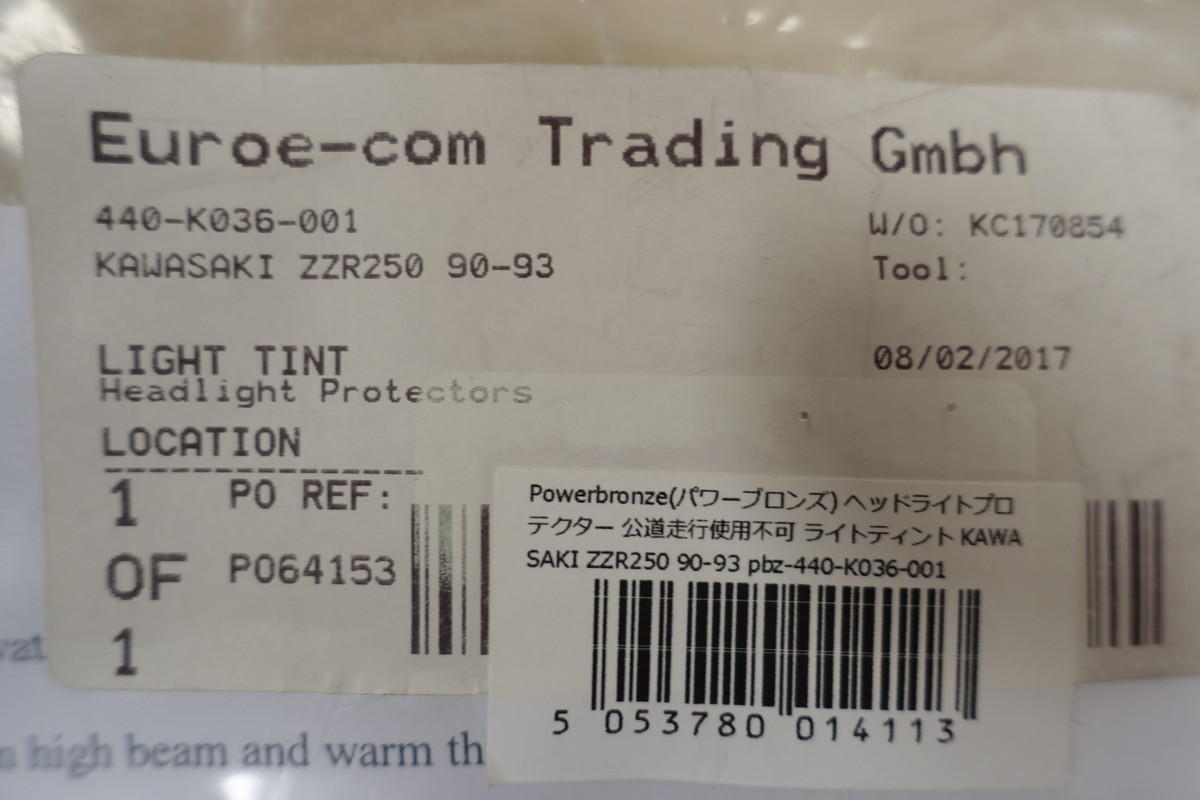 Euroe-com Trading Gmbh
440-K036-001
W/O: KC170854
KAWASAKI ZZR250 90-93
Tool:
LIGHT TINT
08/02/2017
Headlight Protectors
LOCATION
1
PO REF:
OF
PO64153
1
Powerbronze(パワーブロンズ) ヘッドライトプロ
テクター 公道走行使用不可 ライトティント KAWA
SAKI ZZR250 90-93 pbz-440-K036-001
5 053780 014113
high beam and warm th